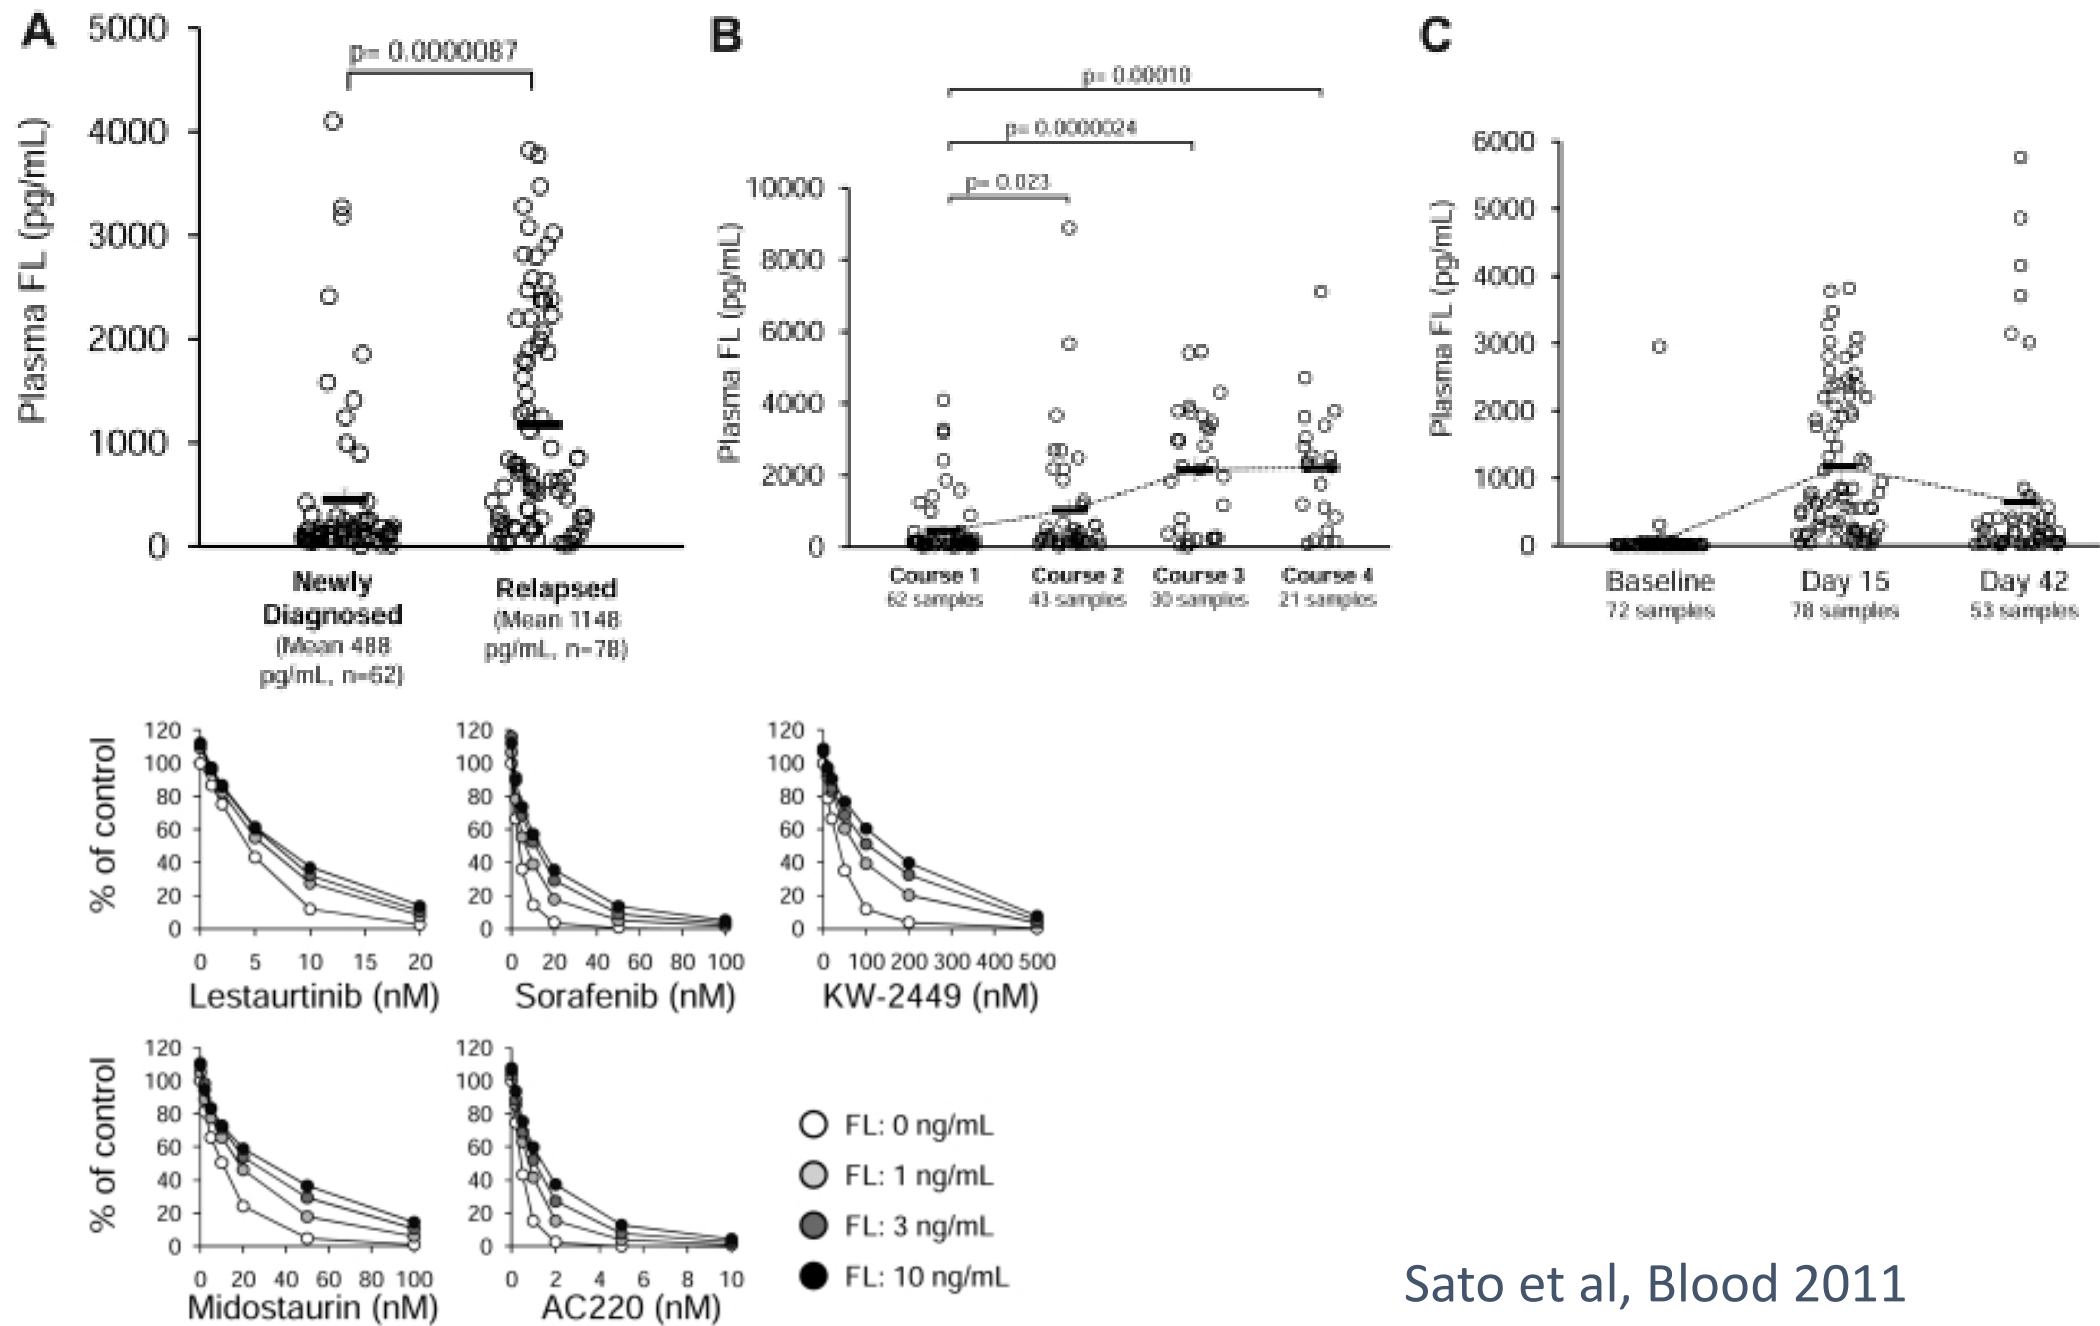 A
5000
4000
3000
2000
1000
0
Plasma FL (pg/mL)
p= 0.0000087
Newly
Diagnosed
(Mean 488
pg/mL, n=62)
Relapsed
(Mean 1148
pg/mL, n=78)
B
p= 0.00010
p= 0.0000024
p= 0.023
10000
8000
6000
4000
2000
0
Plasma FL (pg/mL)
Course 1
62 samples
Course 2
43 samples
Course 3
30 samples
Course 4
21 samples
C
6000
5000
4000
3000
2000
1000
0
Plasma FL (pg/mL)
Baseline
72 samples
Day 15
78 samples
Day 42
53 samples
% of control
120
100
80
60
40
20
0
0 5 10 15 20
Lestaurtinib (nM)
120
100
80
60
40
20
0
0 20 40 60 80 100
Sorafenib (nM)
120
100
80
60
40
20
0
0 100 200 300 400 500
KW-2449 (nM)
% of control
120
100
80
60
40
20
0
0 20 40 60 80 100
Midostaurin (nM)
120
100
80
60
40
20
0
0 2 4 6 8 10
AC220 (nM)
FL: 0 ng/mL
FL: 1 ng/mL
FL: 3 ng/mL
FL: 10 ng/mL
Sato et al, Blood 2011